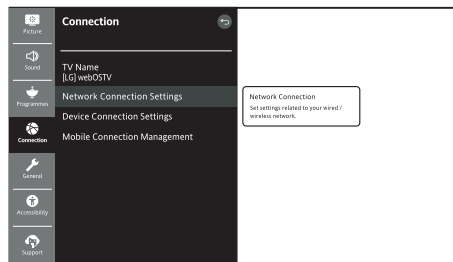 Picture
Sound
Programmes
Connection
General
Accessibility
Support
Connection
TV Name
[LG] webOSTV
Network Connection Settings
Device Connection Settings
Mobile Connection Management
Network Connection
Set settings related to your wired /
wireless network.